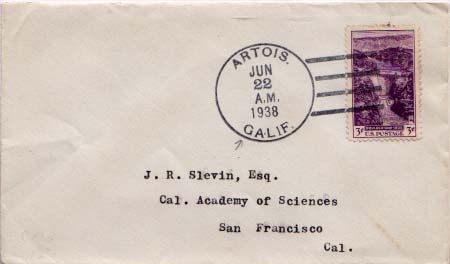 ARTOIS.
JUN
22
A.M.
1938
CALIF.
3¢ 3¢
U.S. POSTAGE
J. R. Slevin, Esq.
Cal. Academy of Sciences
San Francisco
Cal.